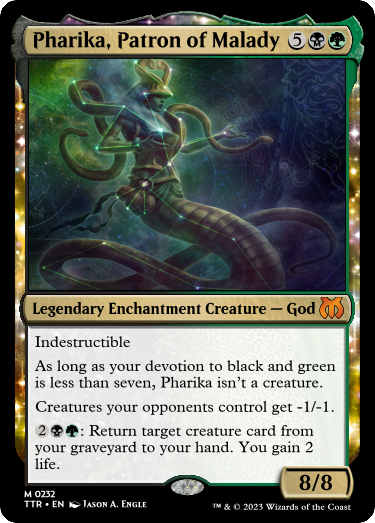 Pharika, Patron of Malady 5
Legendary Enchantment Creature — God
Indestructible
As long as your devotion to black and green
is less than seven, Pharika isn't a creature.
Creatures your opponents control get -1/-1.
2: Return target creature card from
your graveyard to your hand. You gain 2
life.
8/8
M 0232
TTR • EN Jason A. Engle
™ & © 2023 Wizards of the Coast